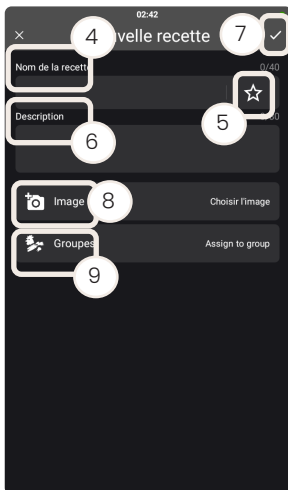 02:42
4 velle recette 7
Nom de la recett 0/40
5
Description
6
Image 8 Choisir l'image
Groupes Assign to group
9